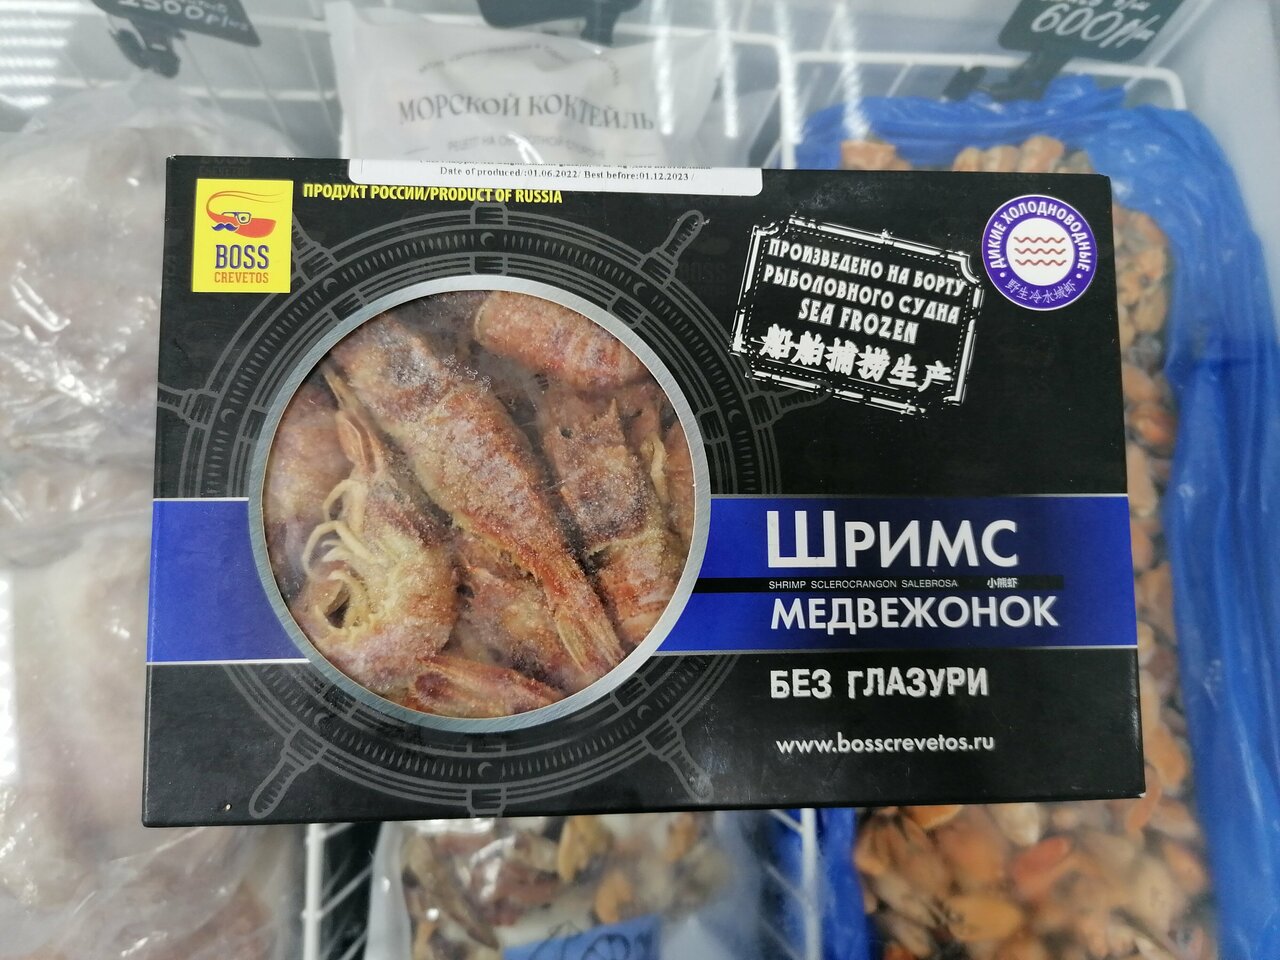 2500
600
МОРСКОЙ КОКТЕЙЛЬ
Date of produced/:01.06.2022/ Best before:01.12.2023 /
ПРОДУКТ РОССИИ/PRODUCT OF RUSSIA
BOSS
CREVETOS
ПРОИЗВЕДЕНО НА БОРТУ
РЫБОЛОВНОГО СУДНА
SEA FROZEN
船舶捕捞生产
• ДИКИЕ ХОЛОДНОВОДНЫЕ •
野生冷水域虾
ШРИМС
SHRIMP SCLEROCRANGON SALEBROSA 小熊虾
МЕДВЕЖОНОК
БЕЗ ГЛАЗУРИ
www.bosscrevetos.ru